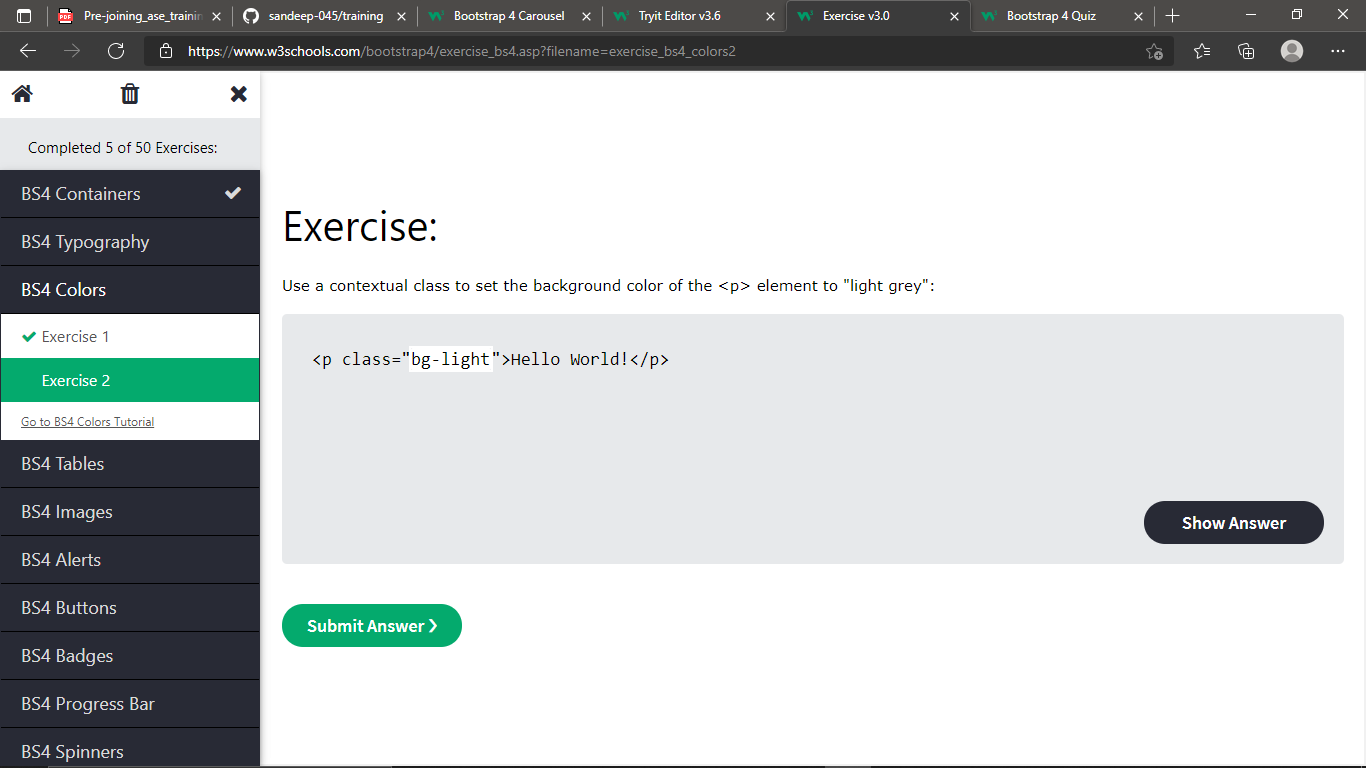 Pre-joining_ase_trainin
sandeep-045/training
Bootstrap 4 Carousel
Tryit Editor v3.6
Exercise v3.0
Bootstrap 4 Quiz
https://www.w3schools.com/bootstrap4/exercise_bs4.asp?filename=exercise_bs4_colors2
Completed 5 of 50 Exercises:
BS4 Containers
BS4 Typography
BS4 Colors
Exercise 1
Exercise 2
Go to BS4 Colors Tutorial
BS4 Tables
BS4 Images
BS4 Alerts
BS4 Buttons
BS4 Badges
BS4 Progress Bar
BS4 Spinners
Exercise:
Use a contextual class to set the background color of the <p> element to "light grey":
<p class="bg-light">Hello World!</p>
Show Answer
Submit Answer ❯